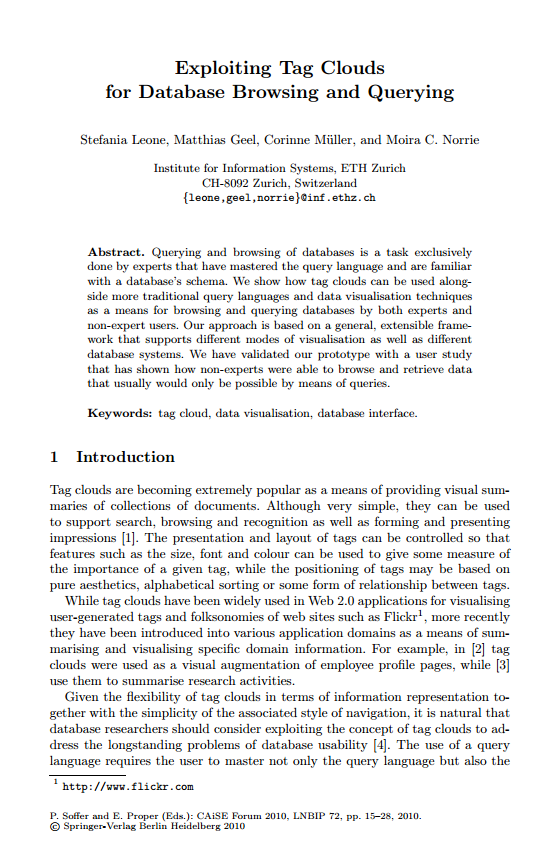 Exploiting Tag Clouds
for Database Browsing and Querying
Stefania Leone, Matthias Geel, Corinne Müller, and Moira C. Norrie
Institute for Information Systems, ETH Zurich
CH-8092 Zurich, Switzerland
{leone,geel,norrie}@inf.ethz.ch
Abstract. Querying and browsing of databases is a task exclusively
done by experts that have mastered the query language and are familiar
with a database's schema. We show how tag clouds can be used along-
side more traditional query languages and data visualisation techniques
as a means for browsing and querying databases by both experts and
non-expert users. Our approach is based on a general, extensible frame-
work that supports different modes of visualisation as well as different
database systems. We have validated our prototype with a user study
that has shown how non-experts were able to browse and retrieve data
that usually would only be possible by means of queries.
Keywords: tag cloud, data visualisation, database interface.
1 Introduction
Tag clouds are becoming extremely popular as a means of providing visual sum-
maries of collections of documents. Although very simple, they can be used
to support search, browsing and recognition as well as forming and presenting
impressions [1]. The presentation and layout of tags can be controlled so that
features such as the size, font and colour can be used to give some measure of
the importance of a given tag, while the positioning of tags may be based on
pure aesthetics, alphabetical sorting or some form of relationship between tags.
While tag clouds have been widely used in Web 2.0 applications for visualising
user-generated tags and folksonomies of web sites such as Flickr¹, more recently
they have been introduced into various application domains as a means of sum-
marising and visualising specific domain information. For example, in [2] tag
clouds were used as a visual augmentation of employee profile pages, while [3]
use them to summarise research activities.
Given the flexibility of tag clouds in terms of information representation to-
gether with the simplicity of the associated style of navigation, it is natural that
database researchers should consider exploiting the concept of tag clouds to ad-
dress the longstanding problems of database usability [4]. The use of a query
language requires the user to master not only the query language but also the
¹ http://www.flickr.com
P. Soffer and E. Proper (Eds.): CAiSE Forum 2010, LNBIP 72, pp. 15–28, 2010.
© Springer-Verlag Berlin Heidelberg 2010